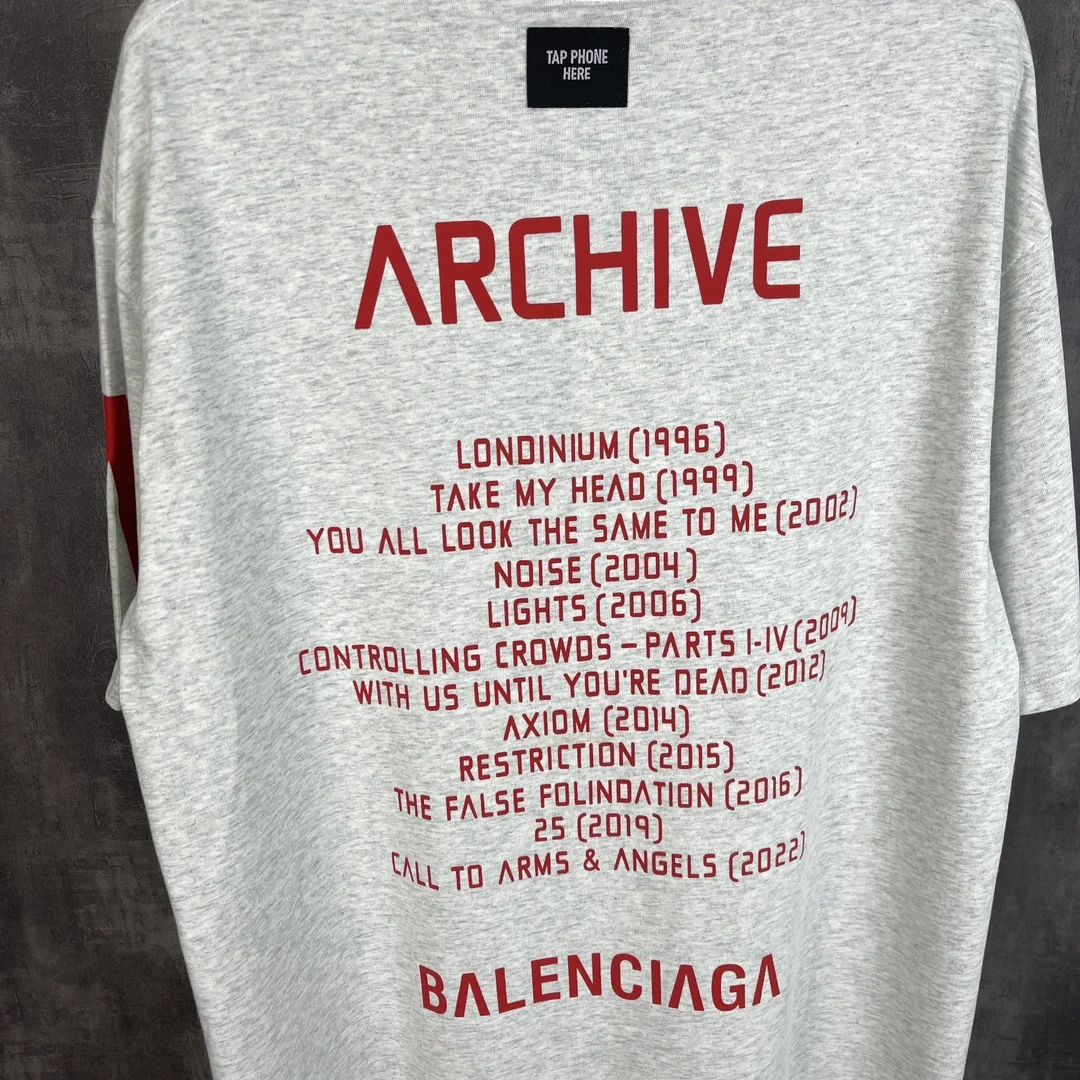 TAP PHONE
HERE
ARCHIVE
LONDINIUM (1996)
TAKE MY HEAD (1999)
YOU ALL LOOK THE SAME TO ME (2002)
NOISE (2004)
LIGHTS (2006)
CONTROLLING CROWDS – PARTS I-IV (2009)
WITH US UNTIL YOU'RE DEAD (2012)
AXIOM (2014)
RESTRICTION (2015)
THE FALSE FOLINDATION (2016)
25 (2019)
CALL TO ARMS & ANGELS (2022)
BALENCIAGA